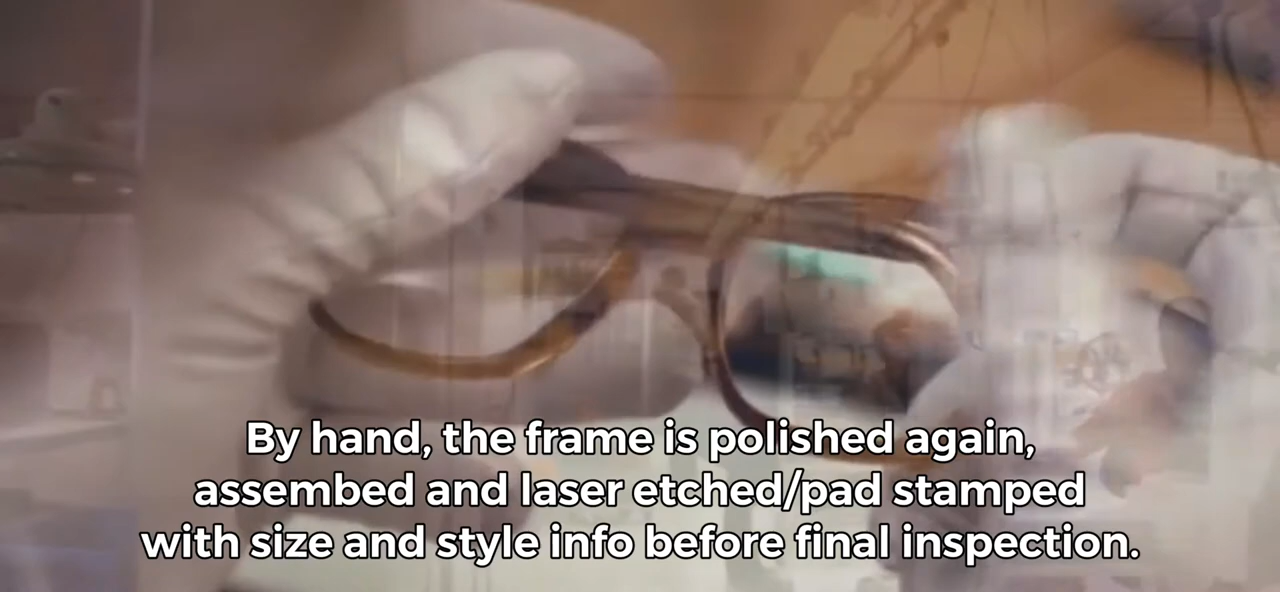 By hand, the frame is polished again,
assembed and laser etched/pad stamped
with size and style info before final inspection.